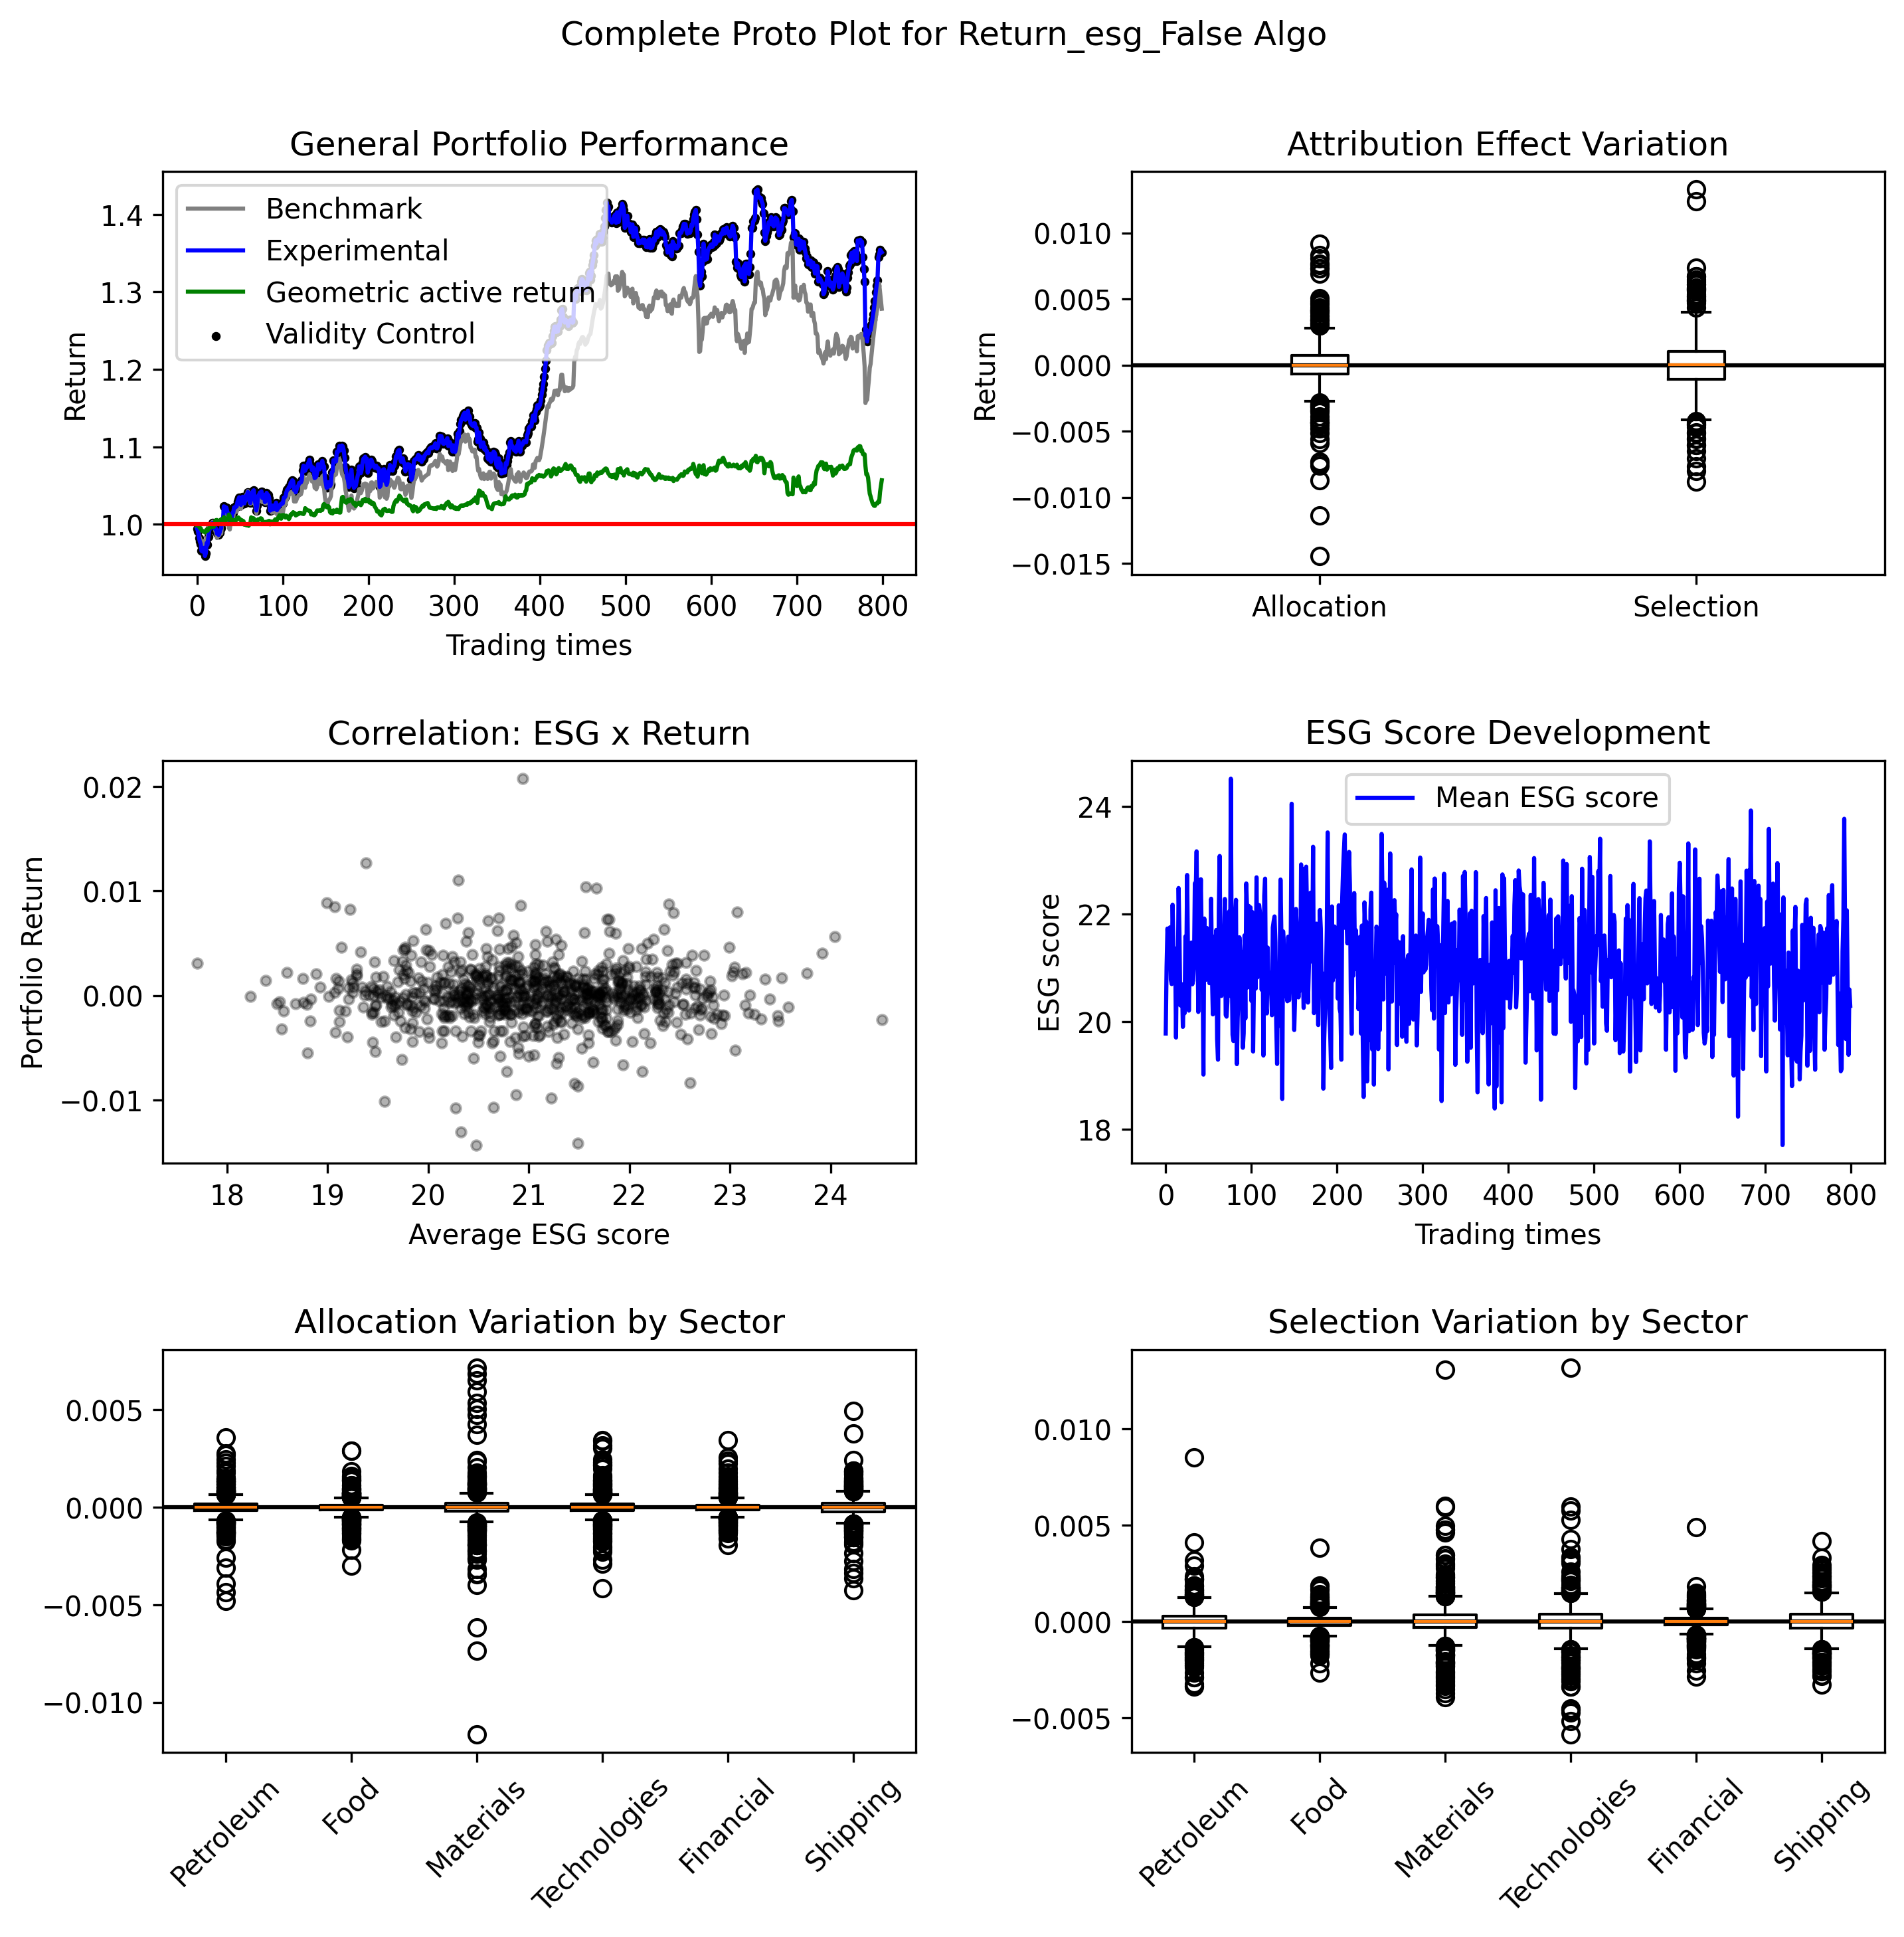 Complete Proto Plot for Return_esg_False Algo
General Portfolio Performance
Return
1.4
1.3
1.2
1.1
1.0
Benchmark
Experimental
Geometric active return
Validity Control
0 100 200 300 400 500 600 700 800
Trading times
Attribution Effect Variation
Return
0.010
0.005
0.000
−0.005
−0.010
−0.015
Allocation Selection
Correlation: ESG x Return
Portfolio Return
0.02
0.01
0.00
−0.01
18 19 20 21 22 23 24
Average ESG score
ESG Score Development
ESG score
24
22
20
18
Mean ESG score
0 100 200 300 400 500 600 700 800
Trading times
Allocation Variation by Sector
0.005
0.000
−0.005
−0.010
Petroleum
Food
Materials
Technologies
Financial
Shipping
Selection Variation by Sector
0.010
0.005
0.000
−0.005
Petroleum
Food
Materials
Technologies
Financial
Shipping